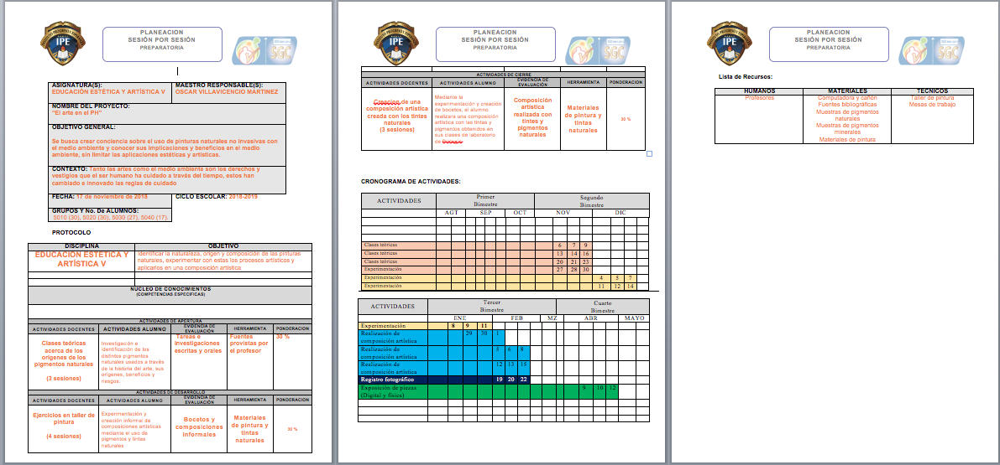 IPE
PLANEACION
SESIÓN POR SESIÓN
PREPARATORIA
SGC
ASIGNATURA(S):
EDUCACIÓN ESTÉTICA Y ARTÍSTICA V
MAESTRO RESPONSABLE(S):
OSCAR VILLAVICENCIO MARTINEZ
NOMBRE DEL PROYECTO:
"El arte en el PH"
OBJETIVO GENERAL:
Se busca crear conciencia sobre el uso de pinturas naturales no invasivas con
el medio ambiente y conocer sus implicaciones y beneficios en el medio
ambiente, sin limitar las aplicaciones estéticas y artísticas.
CONTEXTO: Tanto las artes como el medio ambiente son los derechos y
vestigios que el ser humano ha cuidado a través del tiempo, estos han
cambiado e innovado las reglas de cuidado
FECHA: 17 de noviembre de 2018
CICLO ESCOLAR: 2018-2019
GRUPOS Y No. De ALUMNOS:
5010 (30), 5020 (30), 5030 (27), 5040 (17).
PROTOCOLO
DISCIPLINA
OBJETIVO
EDUCACIÓN ESTÉTICA Y
ARTÍSTICA V
Identificar la naturaleza, origen y composición de las pinturas
naturales, experimentar con estas los procesos artísticos y
aplicarlos en una composición artística
NÚCLEO DE CONOCIMIENTOS
(COMPETENCIAS ESPECIFICAS)
ACTIVIDADES DE APERTURA
ACTIVIDADES DOCENTES
ACTIVIDADES ALUMNO
EVIDENCIA DE
EVALUACIÓN
HERRAMIENTA
PONDERACION
Clases teóricas
acerca de los
orígenes de los
pigmentos naturales
(3 sesiones)
Investigación e
identificación de los
distintos pigmentos
naturales usados a través
de la historia del arte, sus
orígenes, beneficios y
riesgos.
Tareas e
investigaciones
escritas y orales
Fuentes
provistas por
el profesor
30 %
ACTIVIDADES DE DESARROLLO
ACTIVIDADES DOCENTES
ACTIVIDADES ALUMNO
EVIDENCIA DE
EVALUACIÓN
HERRAMIENTA
PONDERACIÓN
Ejercicios en taller de
pintura
(4 sesiones)
Experimentación y
creación informal de
composiciones artísticas
mediante el uso de
pigmentos y tintas
naturales
Bocetos y
composiciones
informales
Materiales
de pintura y
tintas
naturales
30 %
IPE
PLANEACION
SESIÓN POR SESIÓN
PREPARATORIA
SGC
ACTIVIDADES DE CIERRE
ACTIVIDADES DOCENTES
ACTIVIDADES ALUMNO
EVIDENCIA DE
EVALUACIÓN
HERRAMIENTA
PONDERACION
Creacion de una
composición artística
creada con los tintes
naturales
(3 sesiones)
Mediante la
experimentación y creación
de bocetos, el alumno
realizara una composición
artística con las tintas y
pigmentos obtenidos en
sus clases de laboratorio
de
Composición
artística
realizada con
tintes y
pigmentos
naturales
Materiales
de pintura y
tintas
naturales
30 %
CRONOGRAMA DE ACTIVIDADES:
ACTIVIDADES
Primer
Bimestre
Segundo
Bimestre
AGT SEP OCT NOV DIC
Clases teóricas 6 7 9
Clases teóricas 13 14 16
Clases teóricas 20 21 23
Experimentación 27 28 30
Experimentación 4 5 7
Experimentación 11 12 14
ACTIVIDADES
Tercer
Bimestre
Cuarto
Bimestre
ENE FEB MZ ABR MAYO
Experimentación 8 9 11
Realización de 29 30 1
composición artística
Realización de 5 6 8
composición artística
Realización de 12 13 15
composición artística
Registro fotográfico 19 20 22
Exposición de piezas 9 10 12
(Digital y física)
IPE
PLANEACION
SESIÓN POR SESIÓN
PREPARATORIA
SGC
Lista de Recursos:
HUMANOS
MATERIALES
TECNICOS
Profesores
Computadora y cañón
Fuentes bibliográficas
Muestras de pigmentos
naturales
Muestras de pigmentos
minerales
Materiales de pintura
Taller de pintura
Mesas de trabajo